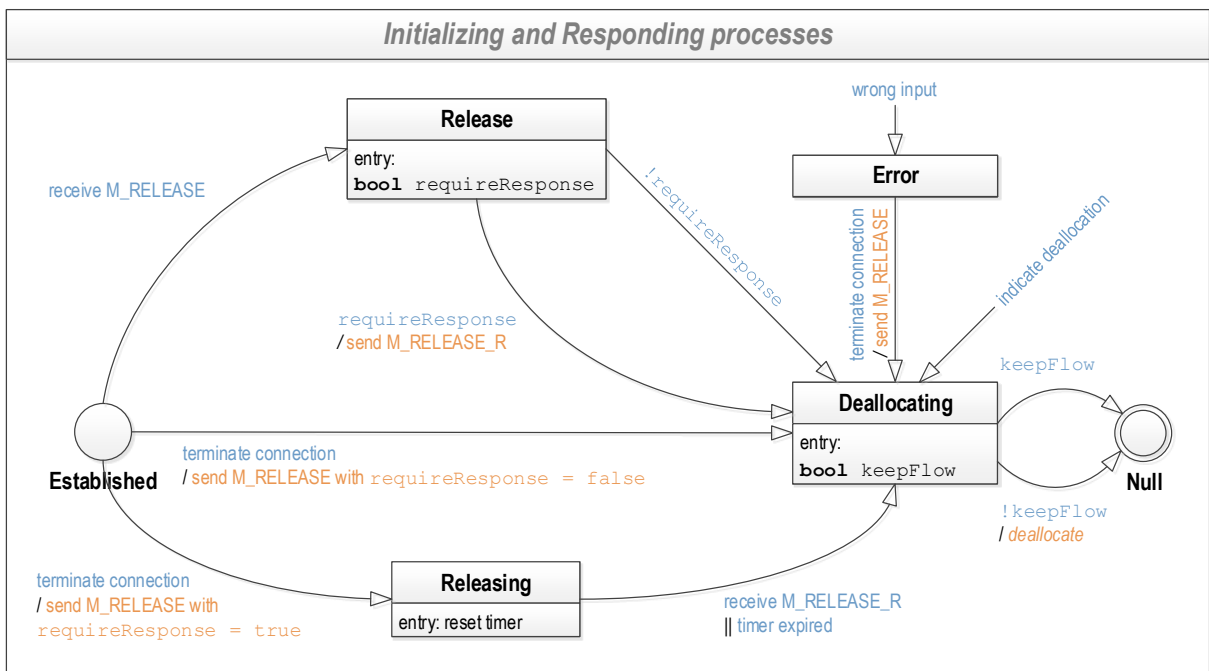 Initializing and Responding processes
wrong input
Release
entry:
bool requireResponse
Error
receive M_RELEASE
!requireResponse
terminate connection
/ send M_RELEASE
indicate deallocation
requireResponse
/ send M_RELEASE_R
keepFlow
Deallocating
entry:
bool keepFlow
Established
terminate connection
/ send M_RELEASE with requireResponse = false
Null
!keepFlow
/ deallocate
terminate connection
/ send M_RELEASE with
requireResponse = true
Releasing
entry: reset timer
receive M_RELEASE_R
|| timer expired